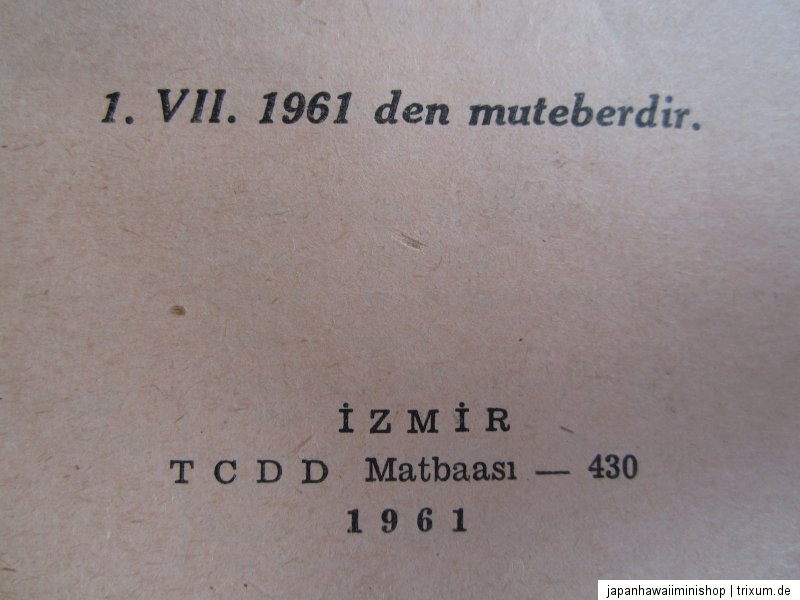 1. VII. 1961 den muteberdir.
İZMİR
TCDD Matbaası — 430
1961
japanhawaiiminishop | trixum.de